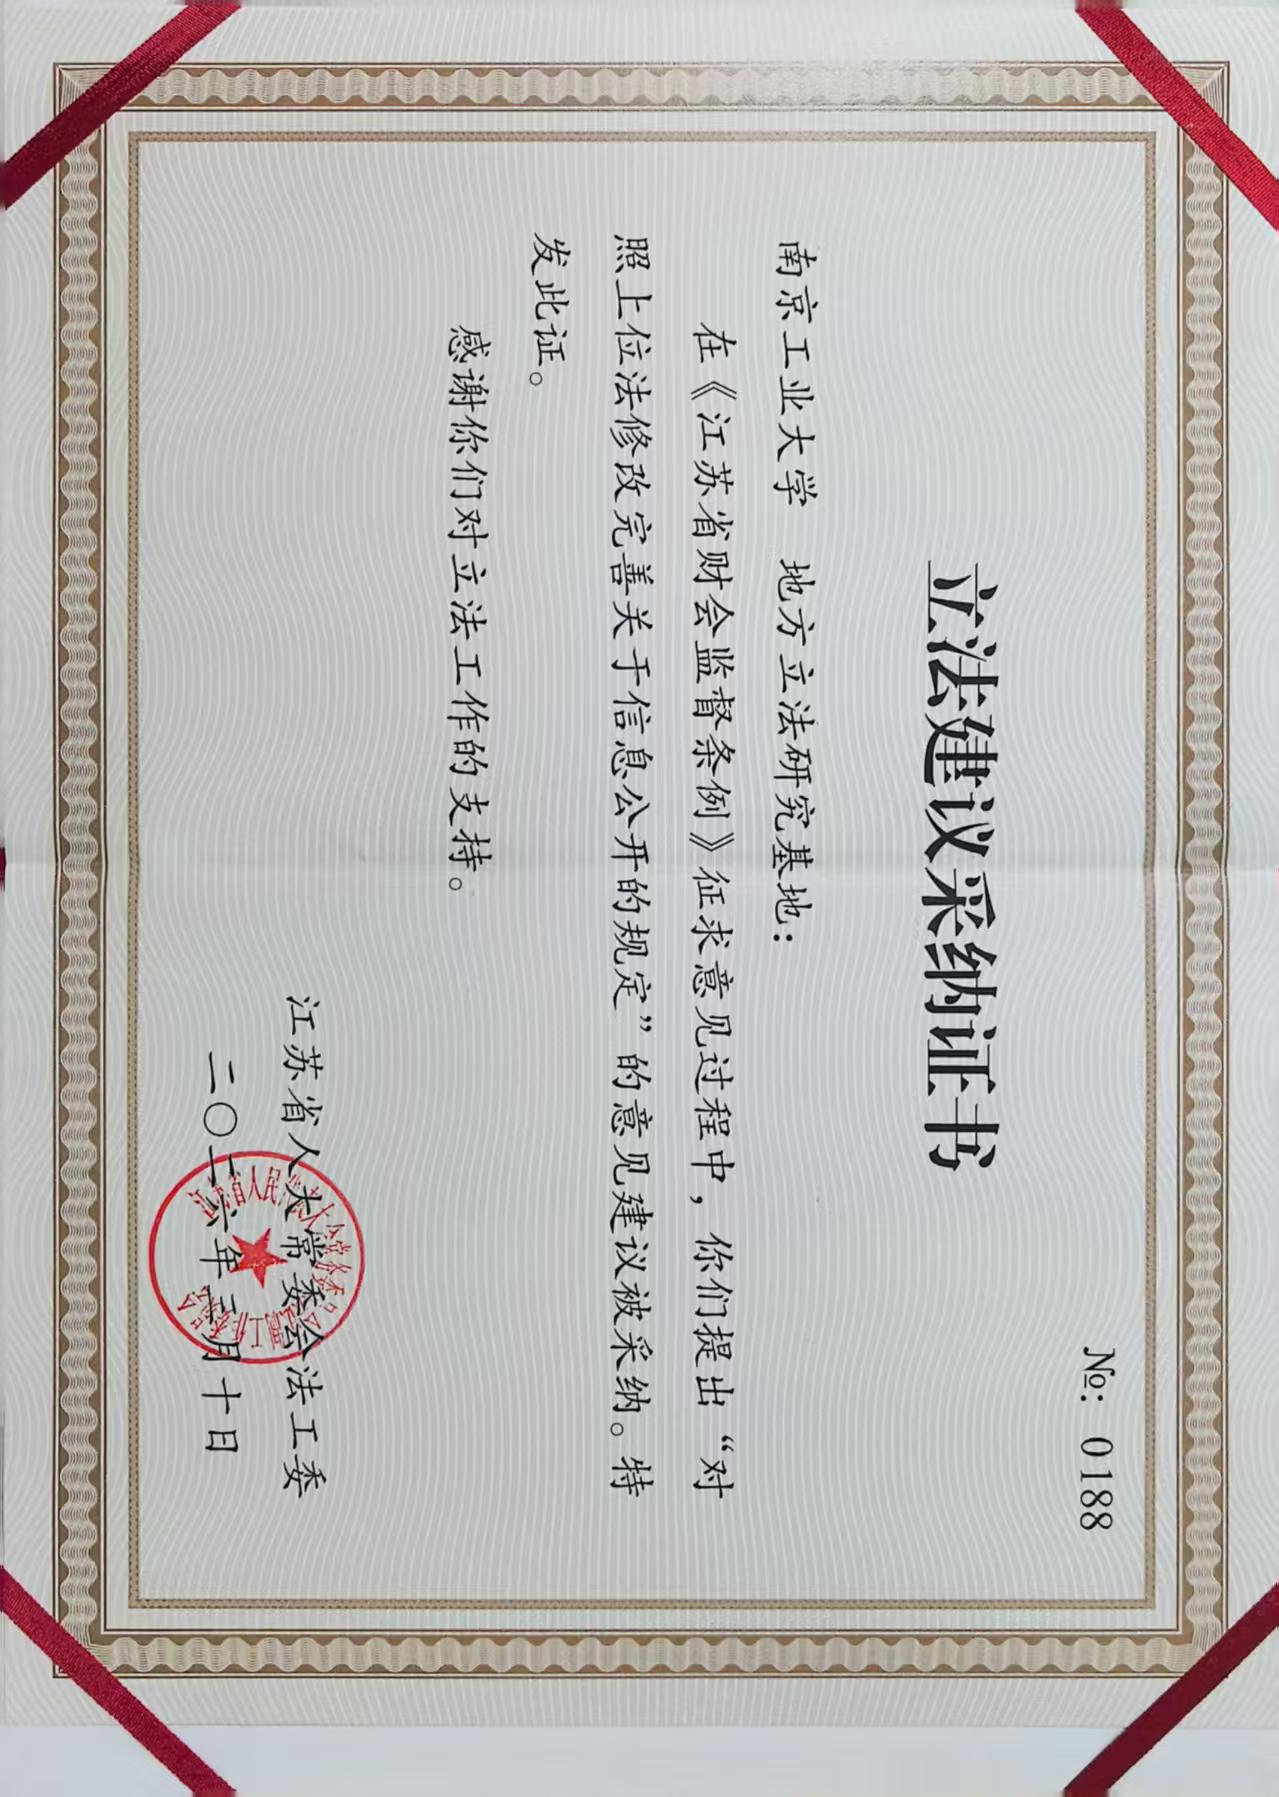 №: 0188
立法建议采纳证书
南京工业大学 地方立法研究基地：
在《江苏省财会监督条例》征求意见过程中，你们提出“对
照上位法修改完善关于信息公开的规定”的意见建议被采纳。特
发此证。
感谢你们对立法工作的支持。
江苏省人大常委会法工委
二〇二六年三月十日